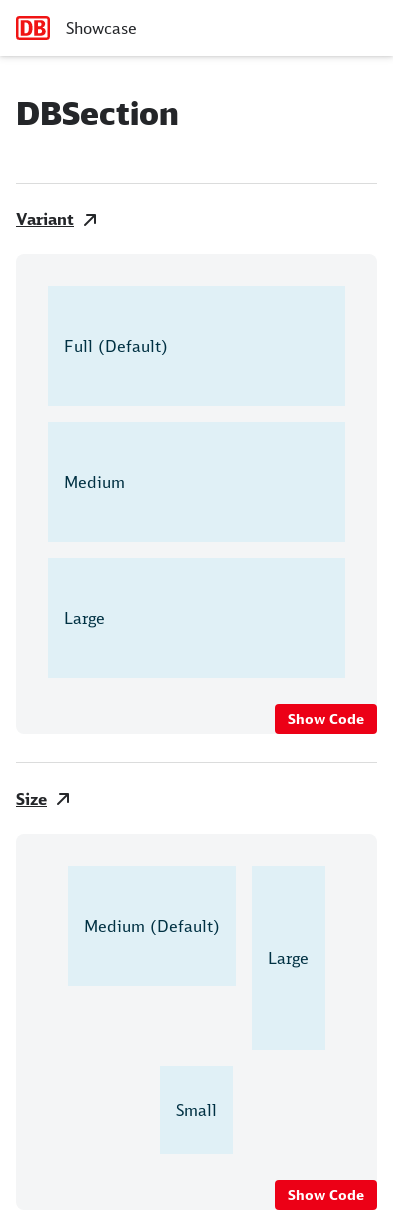 DB Showcase
DBSection
Variant
Full (Default)
Medium
Large
Show Code
Size
Medium (Default)
Large
Small
Show Code